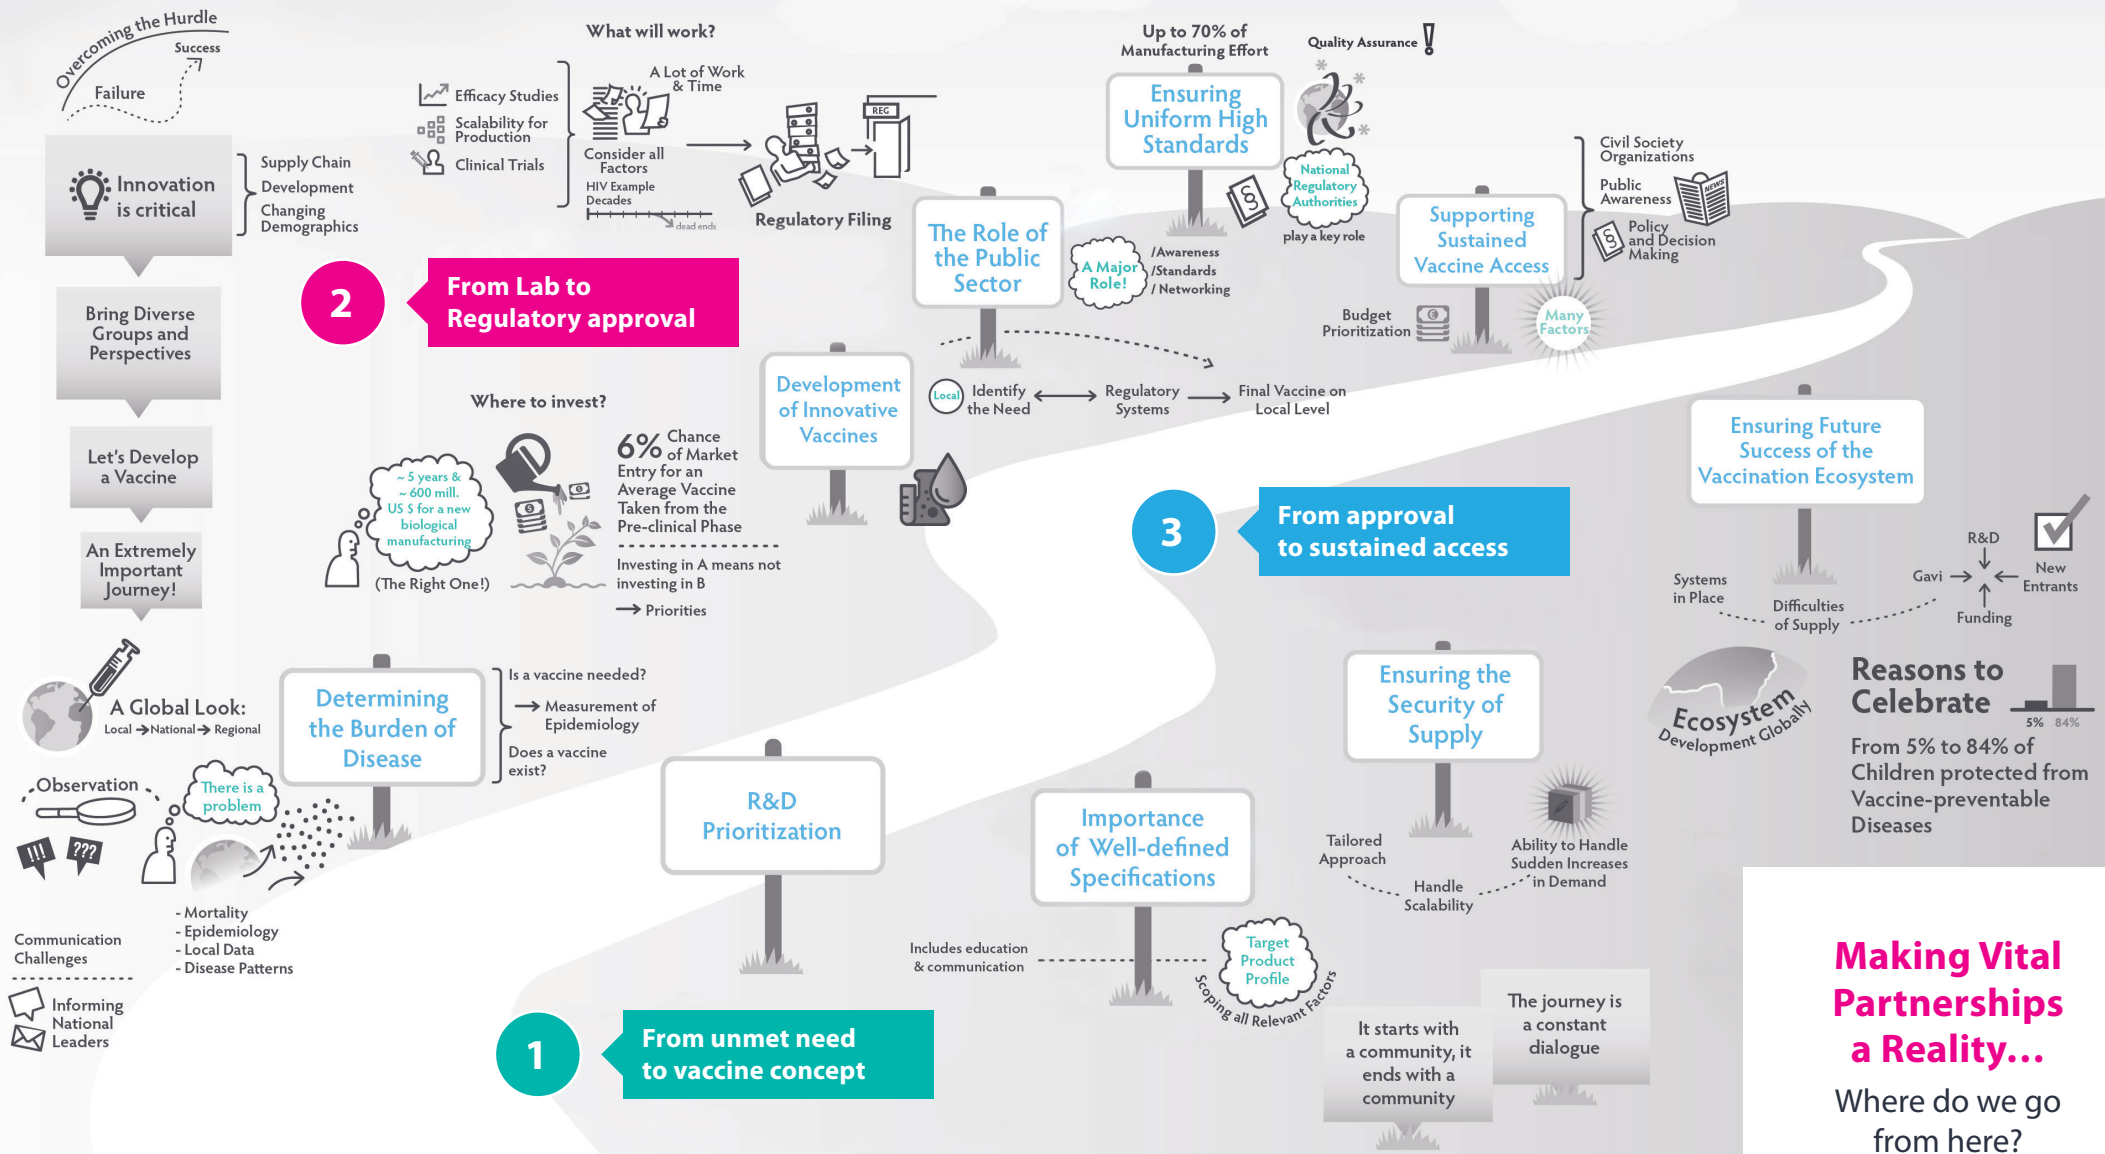 Overcoming the Hurdle
Success
Failure
Innovation
is critical
Supply Chain
Development
Changing
Demographics
Bring Diverse
Groups and
Perspectives
Let's Develop
a Vaccine
An Extremely
Important
Journey!
A Global Look:
Local → National → Regional
Observation
There is a
problem
!!!
???
- Mortality
- Epidemiology
- Local Data
- Disease Patterns
Communication
Challenges
Informing
National
Leaders
Determining
the Burden of
Disease
Is a vaccine needed?
→ Measurement of
Epidemiology
Does a vaccine
exist?
R&D
Prioritization
1
From unmet need
to vaccine concept
Importance
of Well-defined
Specifications
Includes education
& communication
Target
Product
Profile
Scoping all Relevant Factors
2
From Lab to
Regulatory approval
What will work?
Efficacy Studies
Scalability for
Production
Clinical Trials
A Lot of Work
& Time
Consider all
Factors
HIV Example
Decades
dead ends
REG
Regulatory Filing
Where to invest?
~ 5 years &
~ 600 mill.
US $ for a new
biological
manufacturing
(The Right One!)
6% Chance
of Market
Entry for an
Average Vaccine
Taken from the
Pre-clinical Phase
Investing in A means not
investing in B
→ Priorities
Development
of Innovative
Vaccines
The Role of
the Public
Sector
A Major
Role!
/Awareness
/Standards
/ Networking
Local
Identify
the Need
Regulatory
Systems
Final Vaccine on
Local Level
Up to 70% of
Manufacturing Effort
Ensuring
Uniform High
Standards
Quality Assurance !
§
National
Regulatory
Authorities
play a key role
Supporting
Sustained
Vaccine Access
Civil Society
Organizations
Public
Awareness
NEWS
§
Policy
and Decision
Making
Budget
Prioritization
Many
Factors
3
From approval
to sustained access
Ensuring the
Security of
Supply
Tailored
Approach
Handle
Scalability
Ability to Handle
Sudden Increases
in Demand
Ensuring Future
Success of the
Vaccination Ecosystem
Systems
in Place
Difficulties
of Supply
R&D
Gavi
New
Entrants
Funding
Ecosystem
Development Globally
Reasons to
Celebrate
5% 84%
From 5% to 84% of
Children protected from
Vaccine-preventable
Diseases
It starts with
a community, it
ends with a
community
The journey is
a constant
dialogue
Making Vital
Partnerships
a Reality...
Where do we go
from here?